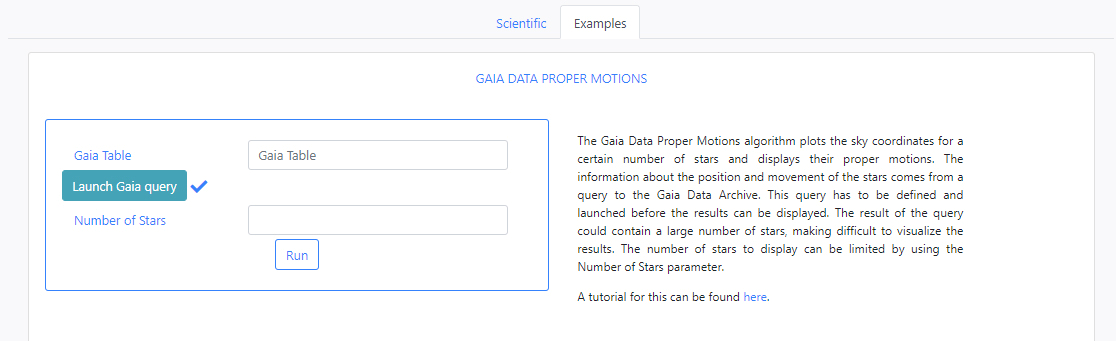 Scientific
Examples
GAIA DATA PROPER MOTIONS
Gaia Table
Gaia Table
Launch Gaia query
Number of Stars
Run
The Gaia Data Proper Motions algorithm plots the sky coordinates for a
certain number of stars and displays their proper motions. The
information about the position and movement of the stars comes from a
query to the Gaia Data Archive. This query has to be defined and
launched before the results can be displayed. The result of the query
could contain a large number of stars, making difficult to visualize the
results. The number of stars to display can be limited by using the
Number of Stars parameter.
A tutorial for this can be found here.